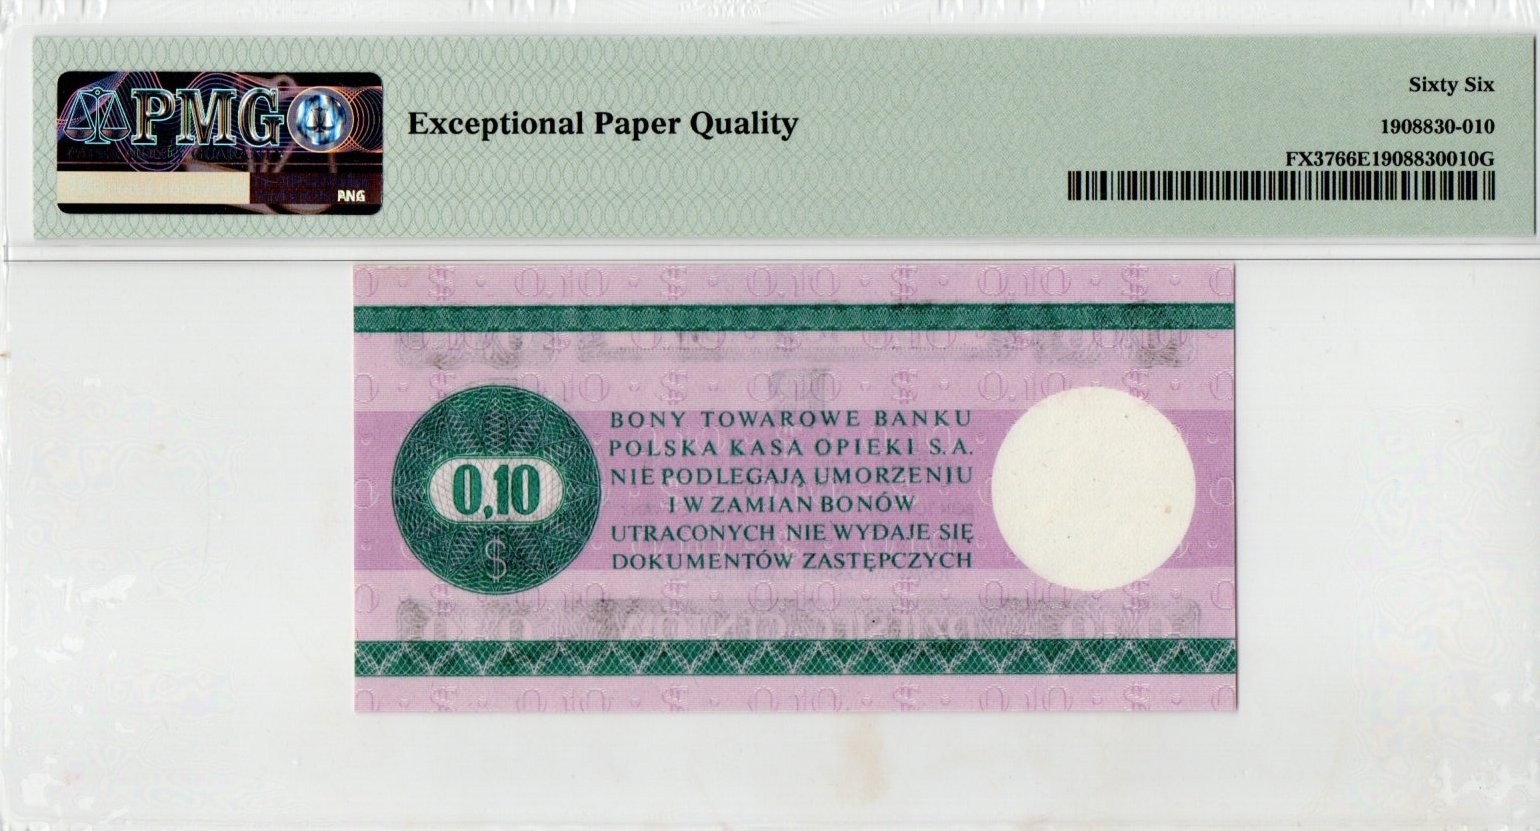 PMG
Exceptional Paper Quality
Sixty Six
1908830-010
FX3766E1908830010G
PNG
BONY TOWAROWE BANKU
POLSKA KASA OPIEKI S.A.
NIE PODLEGAJĄ UMORZENIU
I W ZAMIAN BONÓW
UTRACONYCH NIE WYDAJE SIĘ
DOKUMENTÓW ZASTĘPCZYCH
0,10
$